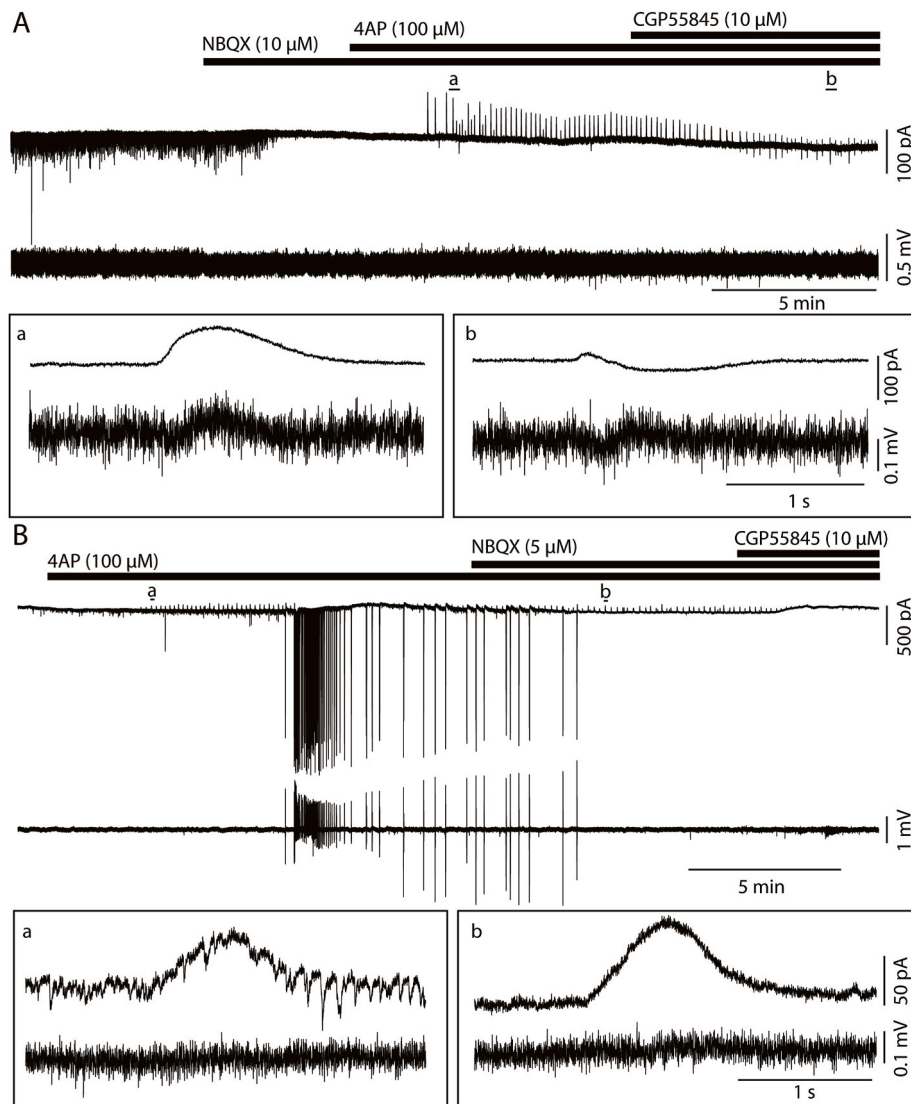 A
CGP55845 (10 µM)
4AP (100 µM)
NBQX (10 µM)
a
b
100 pA
0.5 mV
5 min
a
b
100 pA
0.1 mV
1 s
B
CGP55845 (10 µM)
NBQX (5 µM)
4AP (100 µM)
a
b
500 pA
1 mV
5 min
a
b
50 pA
0.1 mV
1 s